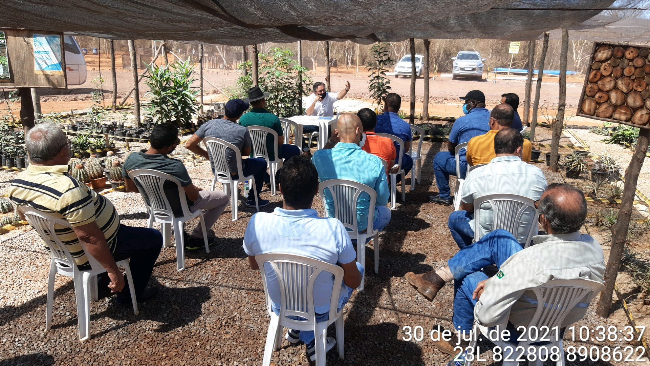 30 de jul. de 2021 10:38:37
23L 822808 8908622